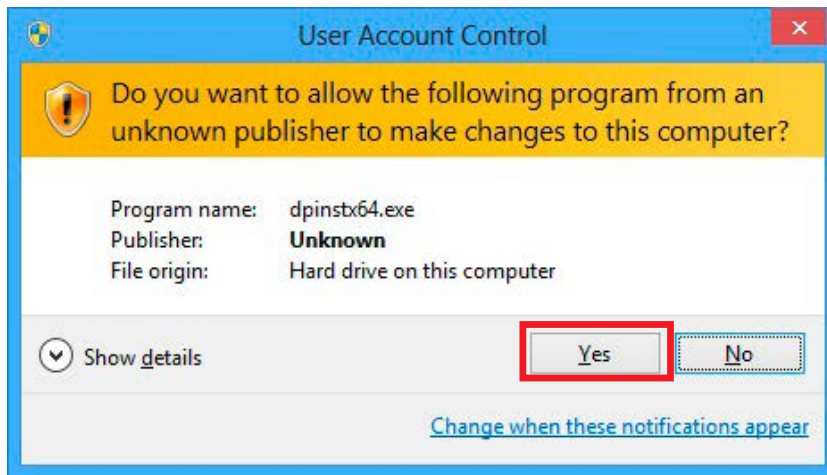 User Account Control
Do you want to allow the following program from an
unknown publisher to make changes to this computer?
Program name: dpinstx64.exe
Publisher: Unknown
File origin: Hard drive on this computer
Show details
Yes
No
Change when these notifications appear